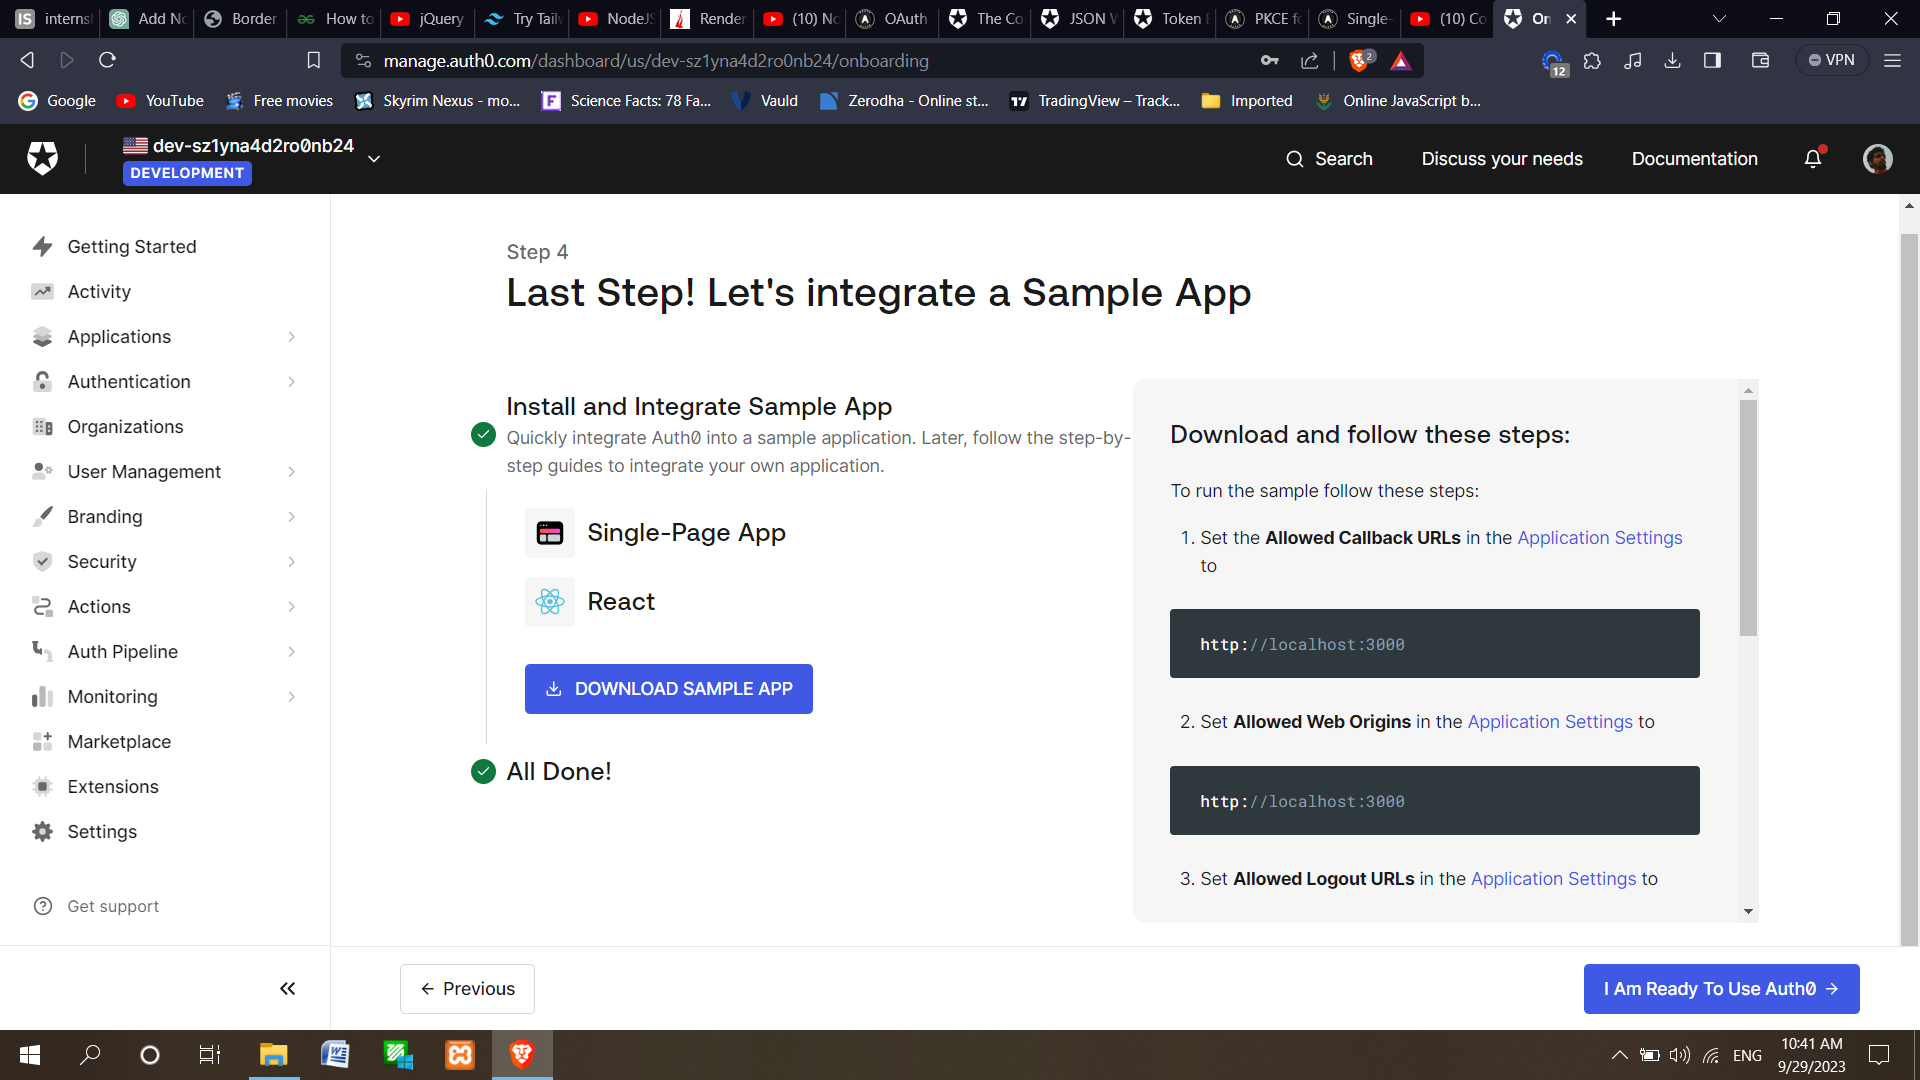 IS interns
Add No
Border
How to
jQuery
Try Tail
NodeJS
Render
(10) No
OAuth
The Co
JSON W
Token
PKCE fo
Single-
(10) Co
On
manage.auth0.com/dashboard/us/dev-sz1yna4d2ro0nb24/onboarding
2
12
VPN
Google
YouTube
Free movies
Skyrim Nexus - mo...
Science Facts: 78 Fa...
Vauld
Zerodha - Online st...
TradingView – Track...
Imported
Online JavaScript b...
dev-sz1yna4d2ro0nb24
DEVELOPMENT
Search
Discuss your needs
Documentation
Getting Started
Activity
Applications
Authentication
Organizations
User Management
Branding
Security
Actions
Auth Pipeline
Monitoring
Marketplace
Extensions
Settings
Get support
Step 4
Last Step! Let's integrate a Sample App
Install and Integrate Sample App
Quickly integrate Auth0 into a sample application. Later, follow the step-by-
step guides to integrate your own application.
Single-Page App
React
DOWNLOAD SAMPLE APP
All Done!
Download and follow these steps:
To run the sample follow these steps:
1. Set the Allowed Callback URLs in the Application Settings
to
http://localhost:3000
2. Set Allowed Web Origins in the Application Settings to
http://localhost:3000
3. Set Allowed Logout URLs in the Application Settings to
← Previous
I Am Ready To Use Auth0 →
ENG
10:41 AM
9/29/2023